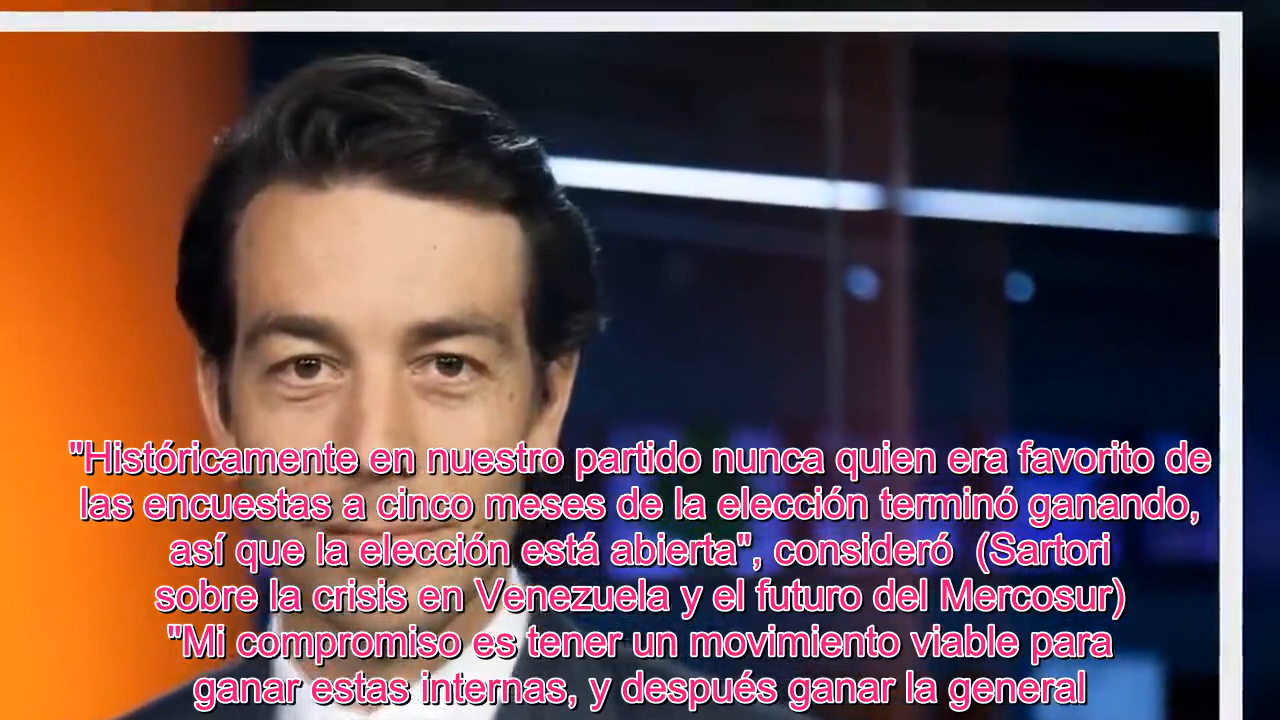 "Históricamente en nuestro partido nunca quien era favorito de
las encuestas a cinco meses de la elección terminó ganando,
así que la elección está abierta", consideró  (Sartori
sobre la crisis en Venezuela y el futuro del Mercosur)
"Mi compromiso es tener un movimiento viable para
ganar estas internas, y después ganar la general